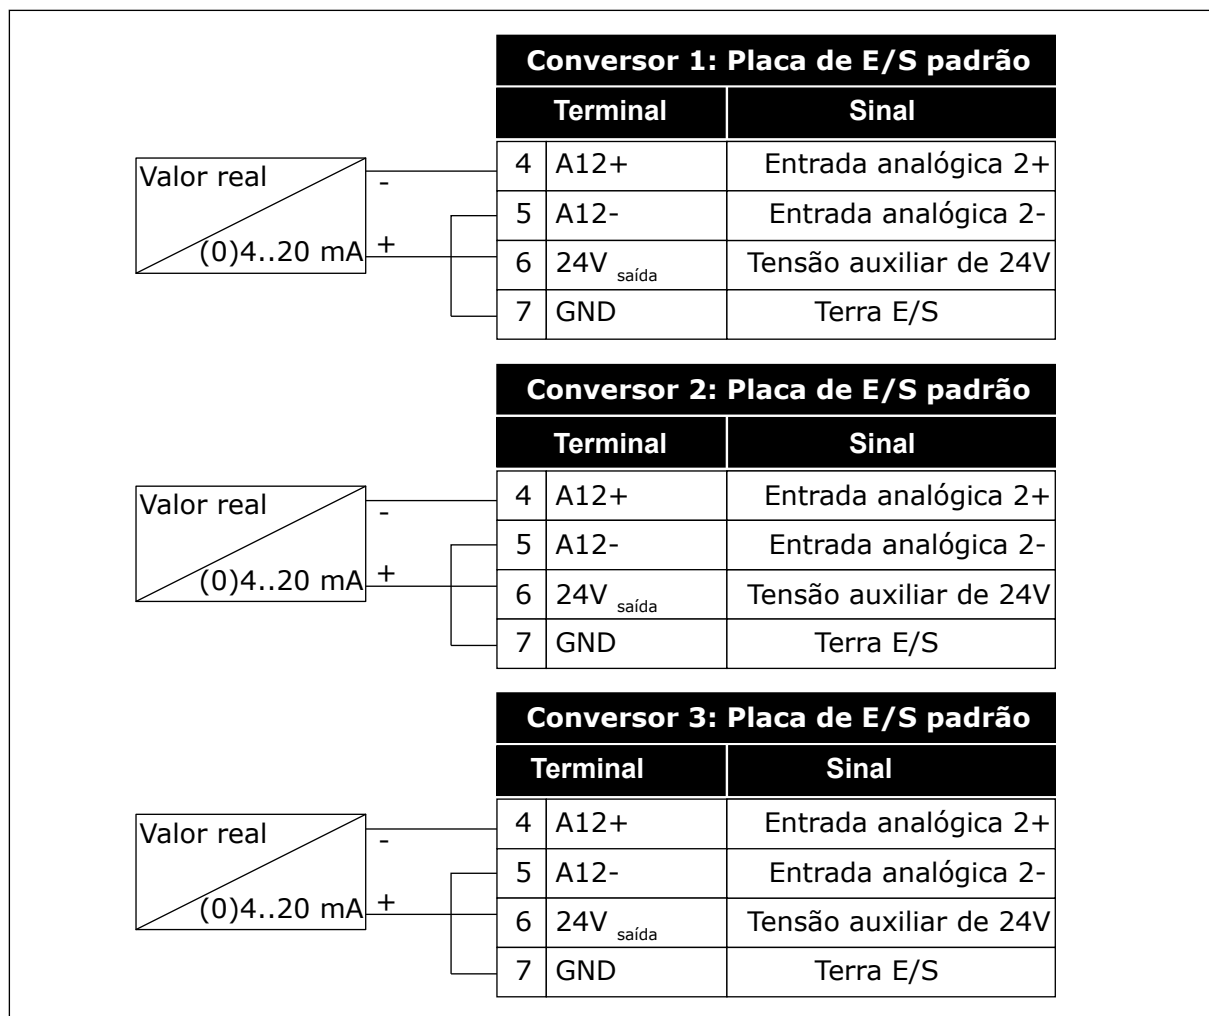 Conversor 1: Placa de E/S padrão
Terminal Sinal
Valor real - 4 A12+ Entrada analógica 2+
5 A12- Entrada analógica 2-
(0)4..20 mA + 6 24V saída Tensão auxiliar de 24V
7 GND Terra E/S
Conversor 2: Placa de E/S padrão
Terminal Sinal
Valor real - 4 A12+ Entrada analógica 2+
5 A12- Entrada analógica 2-
(0)4..20 mA + 6 24V saída Tensão auxiliar de 24V
7 GND Terra E/S
Conversor 3: Placa de E/S padrão
Terminal Sinal
Valor real - 4 A12+ Entrada analógica 2+
5 A12- Entrada analógica 2-
(0)4..20 mA + 6 24V saída Tensão auxiliar de 24V
7 GND Terra E/S